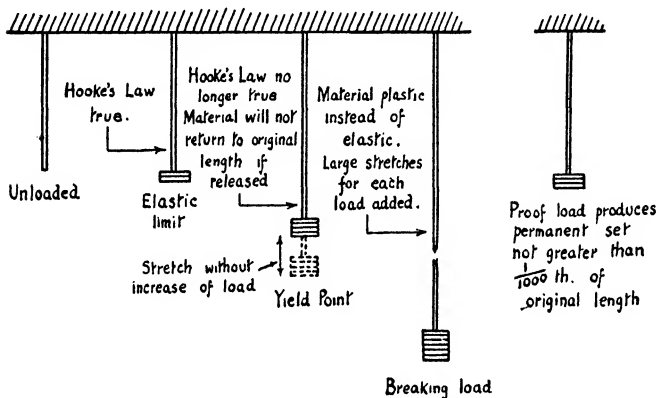 Hooke's Law
true.
Unloaded
Elastic
limit
Hooke's Law no
longer true
Material will not
return to original
length if
released
Stretch without
increase of load
Yield Point
Material plastic
instead of
elastic.
Large stretches
for each
load added.
Breaking load
Proof load produces
permanent set
not greater than
1/1000 th. of
original length